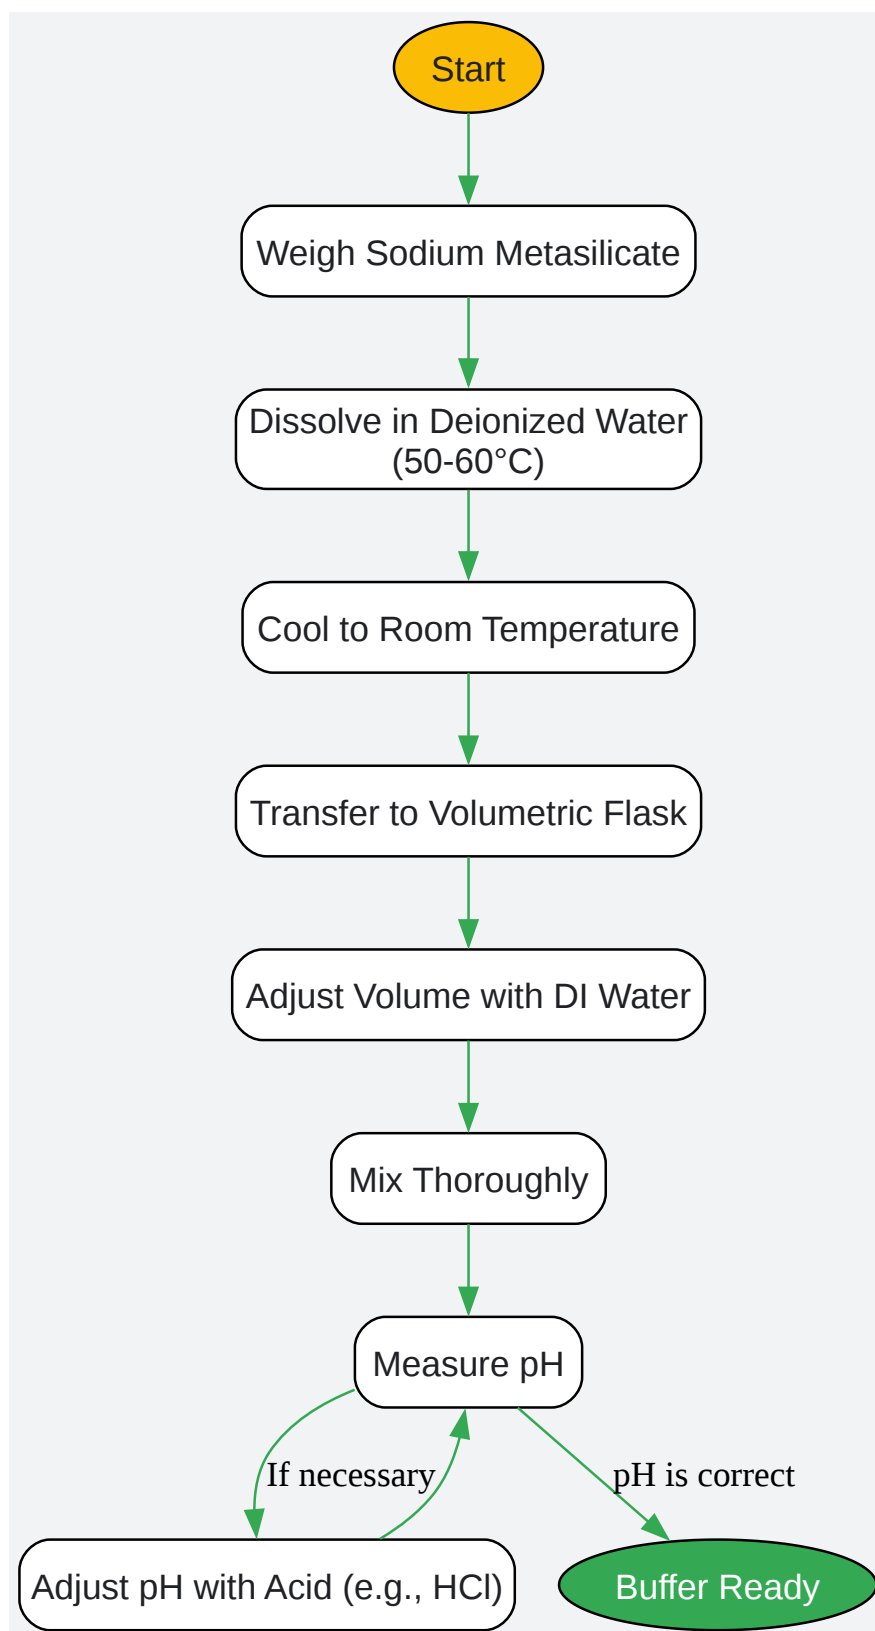 Start
Weigh Sodium Metasilicate
Dissolve in Deionized Water
(50-60°C)
Cool to Room Temperature
Transfer to Volumetric Flask
Adjust Volume with DI Water
Mix Thoroughly
Measure pH
If necessary
pH is correct
Adjust pH with Acid (e.g., HCl)
Buffer Ready